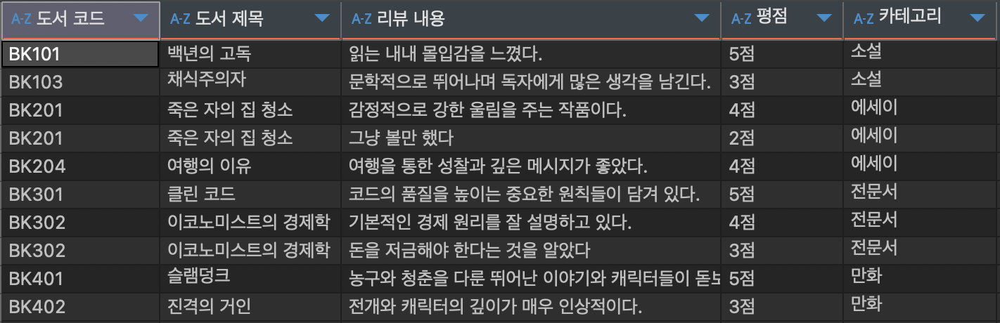 A-Z 도서 코드 A-Z 도서 제목 A-Z 리뷰 내용 A-Z 평점 A-Z 카테고리
BK101 백년의 고독 읽는 내내 몰입감을 느꼈다. 5점 소설
BK103 채식주의자 문학적으로 뛰어나며 독자에게 많은 생각을 남긴다. 3점 소설
BK201 죽은 자의 집 청소 감정적으로 강한 울림을 주는 작품이다. 4점 에세이
BK201 죽은 자의 집 청소 그냥 볼만 했다 2점 에세이
BK204 여행의 이유 여행을 통한 성찰과 깊은 메시지가 좋았다. 4점 에세이
BK301 클린 코드 코드의 품질을 높이는 중요한 원칙들이 담겨 있다. 5점 전문서
BK302 이코노미스트의 경제학 기본적인 경제 원리를 잘 설명하고 있다. 4점 전문서
BK302 이코노미스트의 경제학 돈을 저금해야 한다는 것을 알았다 3점 전문서
BK401 슬램덩크 농구와 청춘을 다룬 뛰어난 이야기와 캐릭터들이 돋보 5점 만화
BK402 진격의 거인 전개와 캐릭터의 깊이가 매우 인상적이다. 3점 만화